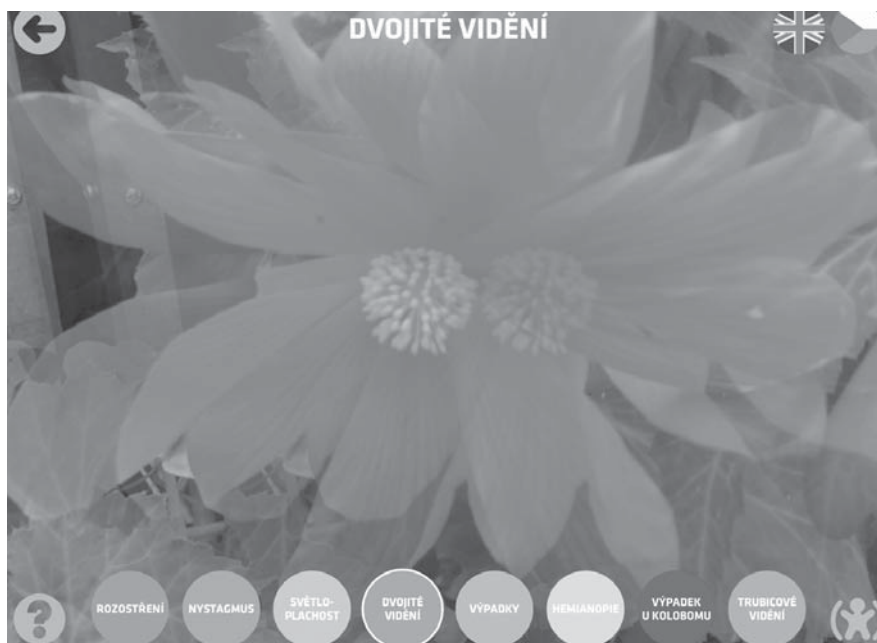 DVOJITÉ VIDĚNÍ
ROZOSTŘENÍ
NYSTAGMUS
SVĚTLO-
PLACHOST
DVOJITÉ
VIDĚNÍ
VÝPADKY
HEMIANOPIE
VÝPADEK
U KOLOBOMU
TRUBICOVÉ
VIDĚNÍ
?